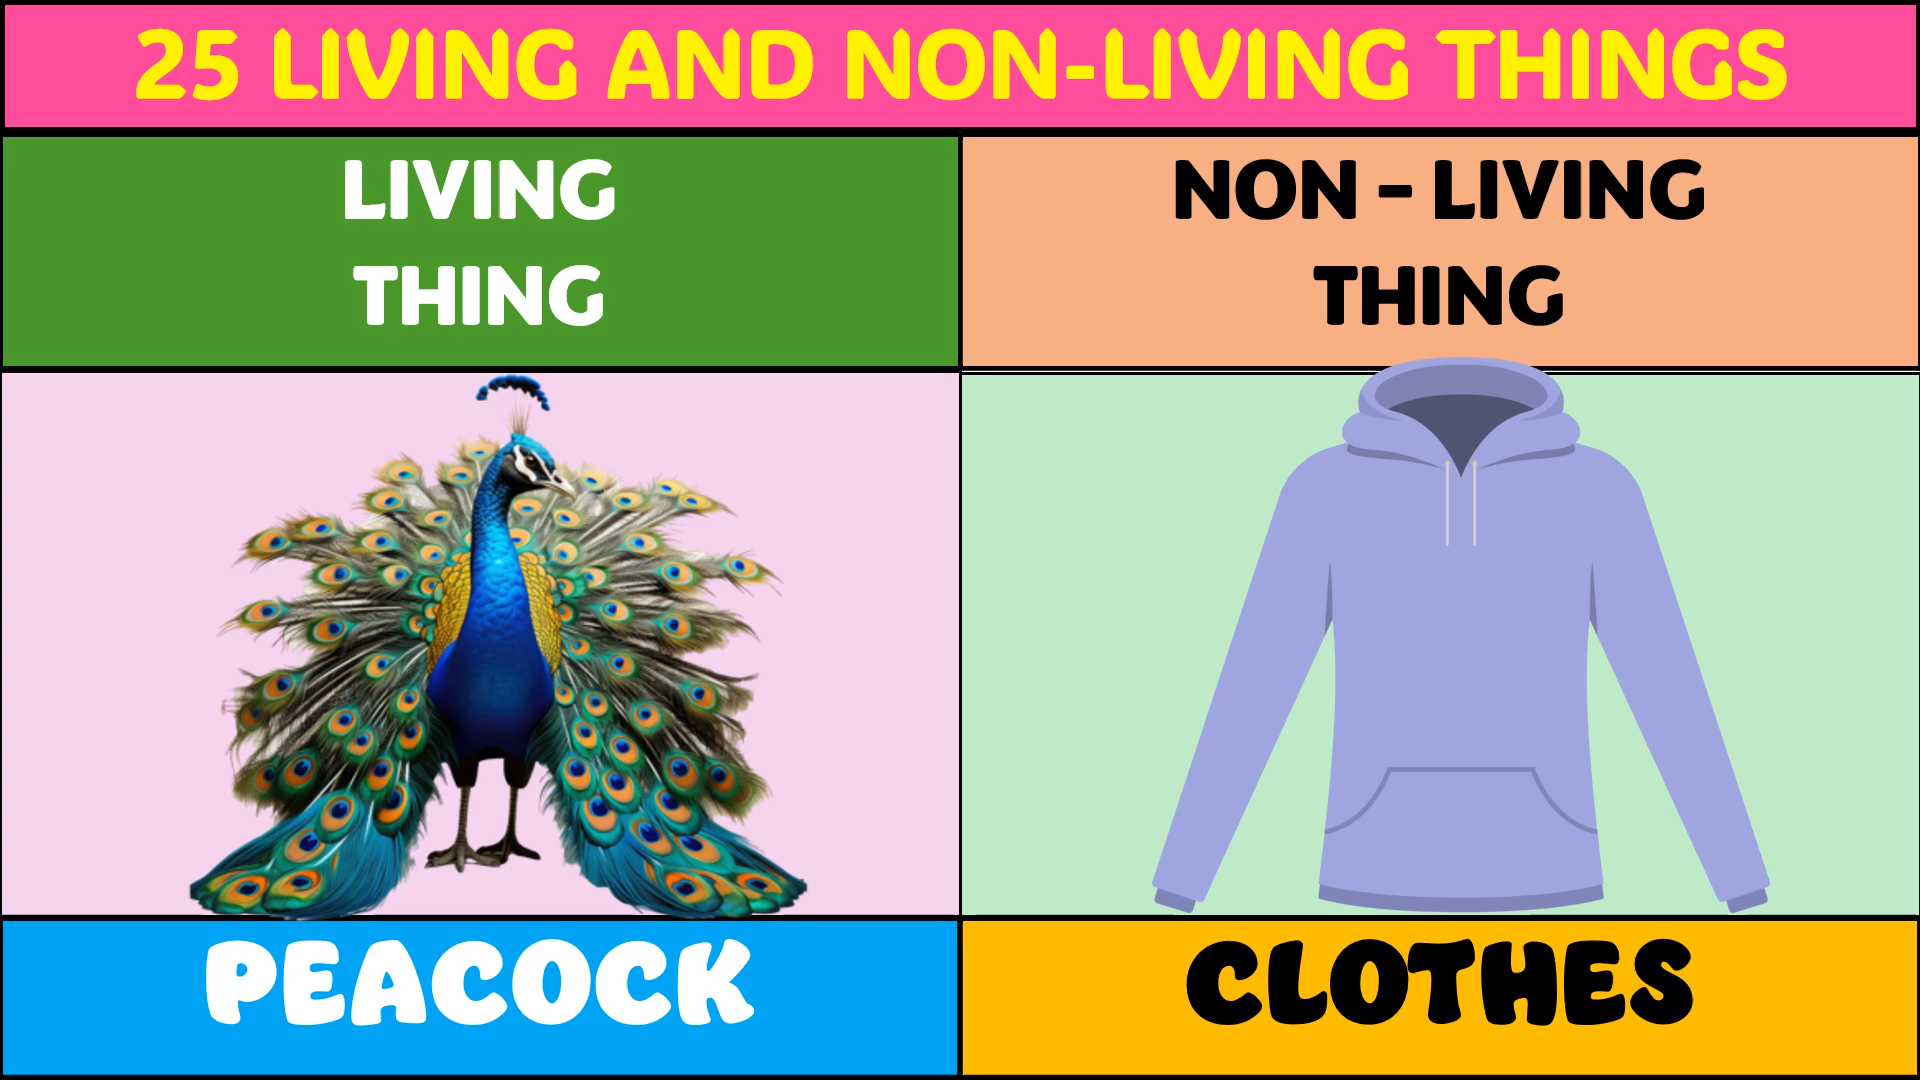 25 LIVING AND NON-LIVING THINGS
LIVING
THING
NON - LIVING
THING
PEACOCK
CLOTHES